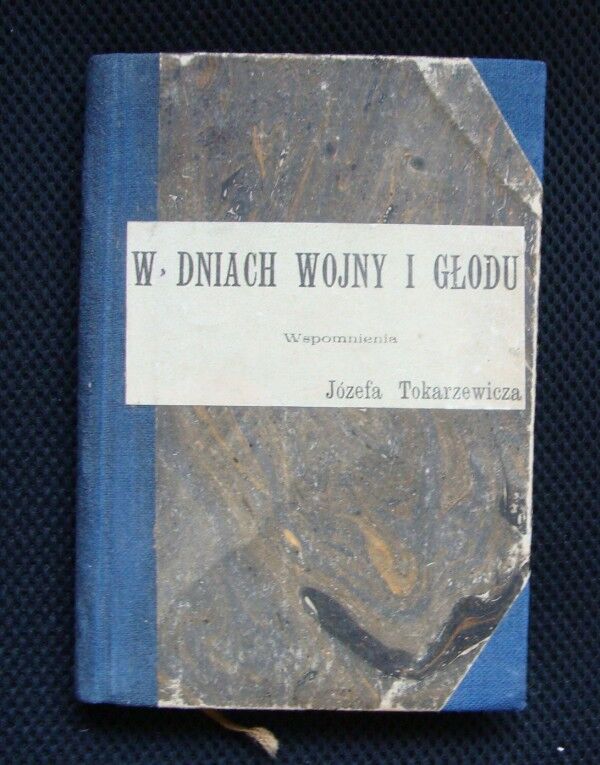 W DNIACH WOJNY I GŁODU
Wspomnienia
Józefa Tokarzewicza